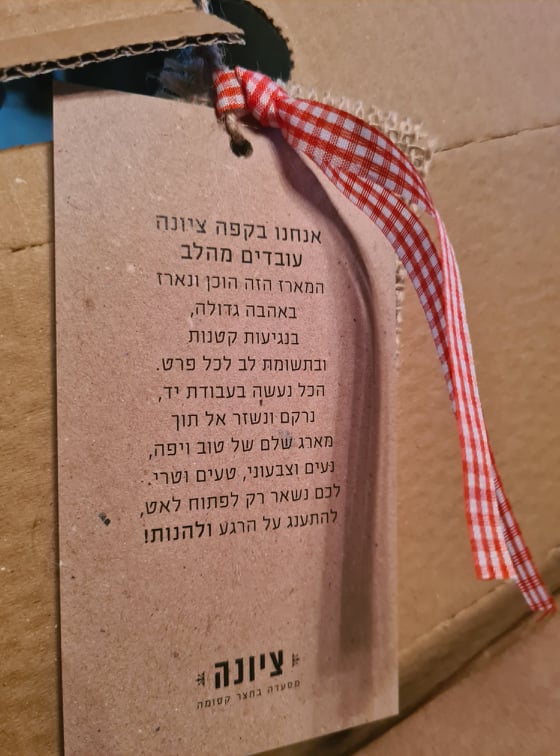 אנחנו בקפה ציונה
עובדים מהלב
המארז הזה הוכן ונארז
באהבה גדולה,
בנגיעות קטנות
ובתשומת לב לכל פרט.
הכל נעשה בעבודת יד,
נרקם ונשזר אל תוך
מארג שלם של טוב ויפה,
נעים וצבעוני, טעים וטרי.
לכם נשאר רק לפתוח לאט,
להתענג על הרגע ולהנות!
ציונה
מסעדה בחצר קסומה